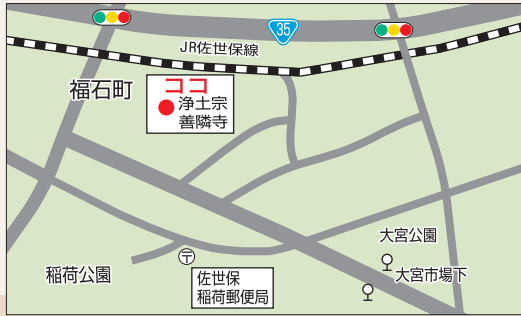 35
JR佐世保線
福石町
ココ
浄土宗
善隣寺
大宮公園
稲荷公園
〒
佐世保
稲荷郵便局
大宮市場下